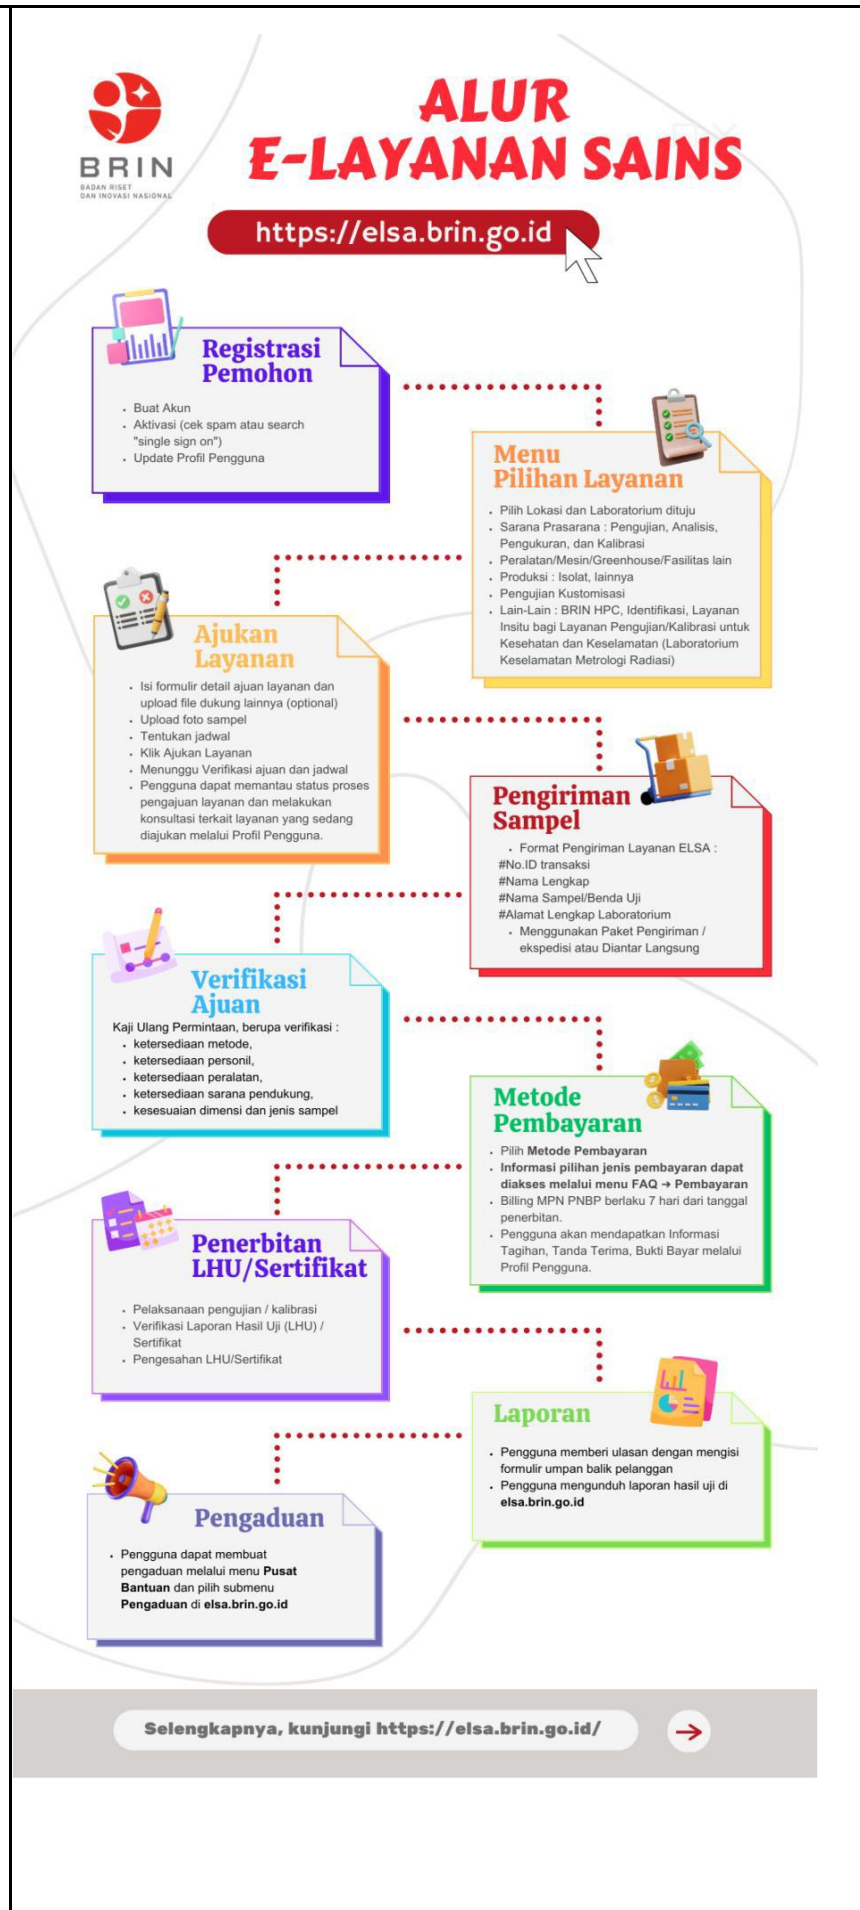 BRIN
BADAN RISET
DAN INOVASI NASIONAL
ALUR
E-LAYANAN SAINS
https://elsa.brin.go.id
Registrasi
Pemohon
• Buat Akun
• Aktivasi (cek spam atau search
"single sign on")
• Update Profil Pengguna
Menu
Pilihan Layanan
• Pilih Lokasi dan Laboratorium dituju
• Sarana Prasarana : Pengujian, Analisis,
Pengukuran, dan Kalibrasi
• Peralatan/Mesin/Greenhouse/Fasilitas lain
• Produksi : Isolat, lainnya
• Pengujian Kustomisasi
• Lain-Lain : BRIN HPC, Identifikasi, Layanan
Insitu bagi Layanan Pengujian/Kalibrasi untuk
Kesehatan dan Keselamatan (Laboratorium
Keselamatan Metrologi Radiasi)
Ajukan
Layanan
• Isi formulir detail ajuan layanan dan
upload file dukung lainnya (optional)
• Upload foto sampel
• Tentukan jadwal
• Klik Ajukan Layanan
• Menunggu Verifikasi ajuan dan jadwal
• Pengguna dapat memantau status proses
pengajuan layanan dan melakukan
konsultasi terkait layanan yang sedang
diajukan melalui Profil Pengguna.
Pengiriman
Sampel
• Format Pengiriman Layanan ELSA :
#No.ID transaksi
#Nama Lengkap
#Nama Sampel/Benda Uji
#Alamat Lengkap Laboratorium
• Menggunakan Paket Pengiriman /
ekspedisi atau Diantar Langsung
Verifikasi
Ajuan
Kaji Ulang Permintaan, berupa verifikasi :
• ketersediaan metode,
• ketersediaan personil,
• ketersediaan peralatan,
• ketersediaan sarana pendukung,
• kesesuaian dimensi dan jenis sampel
Metode
Pembayaran
• Pilih Metode Pembayaran
• Informasi pilihan jenis pembayaran dapat
diakses melalui menu FAQ → Pembayaran
• Billing MPN PNBP berlaku 7 hari dari tanggal
penerbitan.
• Pengguna akan mendapatkan Informasi
Tagihan, Tanda Terima, Bukti Bayar melalui
Profil Pengguna.
Penerbitan
LHU/Sertifikat
• Pelaksanaan pengujian / kalibrasi
• Verifikasi Laporan Hasil Uji (LHU) /
Sertifikat
• Pengesahan LHU/Sertifikat
Laporan
• Pengguna memberi ulasan dengan mengisi
formulir umpan balik pelanggan
• Pengguna mengunduh laporan hasil uji di
elsa.brin.go.id
Pengaduan
• Pengguna dapat membuat
pengaduan melalui menu Pusat
Bantuan dan pilih submenu
Pengaduan di elsa.brin.go.id
Selengkapnya, kunjungi https://elsa.brin.go.id/